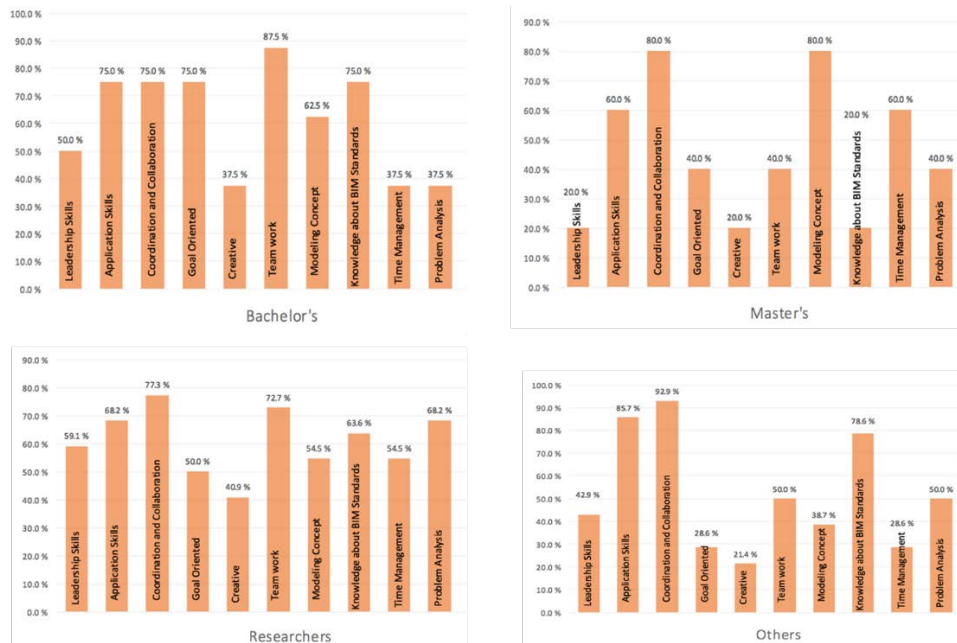 100.0 %
90.0 %
80.0 %
70.0 %
60.0 %
50.0 %
40.0 %
30.0 %
20.0 %
10.0 %
0.0 %
50.0 %
75.0 %
75.0 %
75.0 %
37.5 %
87.5 %
62.5 %
75.0 %
37.5 %
37.5 %
Leadership Skills
Application Skills
Coordination and Collaboration
Goal Oriented
Creative
Team work
Modeling Concept
Knowledge about BIM Standards
Time Management
Problem Analysis
Bachelor's
90.0 %
80.0 %
70.0 %
60.0 %
50.0 %
40.0 %
30.0 %
20.0 %
10.0 %
0.0 %
20.0 %
60.0 %
80.0 %
40.0 %
20.0 %
40.0 %
80.0 %
20.0 %
60.0 %
40.0 %
Leadership Skills
Application Skills
Coordination and Collaboration
Goal Oriented
Creative
Team work
Modeling Concept
Knowledge about BIM Standards
Time Management
Problem Analysis
Master's
90.0 %
80.0 %
70.0 %
60.0 %
50.0 %
40.0 %
30.0 %
20.0 %
10.0 %
0.0 %
59.1 %
68.2 %
77.3 %
50.0 %
40.9 %
72.7 %
54.5 %
63.6 %
54.5 %
68.2 %
Leadership Skills
Application Skills
Coordination and Collaboration
Goal Oriented
Creative
Team work
Modeling Concept
Knowledge about BIM Standards
Time Management
Problem Analysis
Researchers
100.0 %
90.0 %
80.0 %
70.0 %
60.0 %
50.0 %
40.0 %
30.0 %
20.0 %
10.0 %
0.0 %
42.9 %
85.7 %
92.9 %
28.6 %
21.4 %
50.0 %
38.7 %
78.6 %
28.6 %
50.0 %
Leadership Skills
Application Skills
Coordination and Collaboration
Goal Oriented
Creative
Team work
Modeling Concept
Knowledge about BIM Standards
Time Management
Problem Analysis
Others